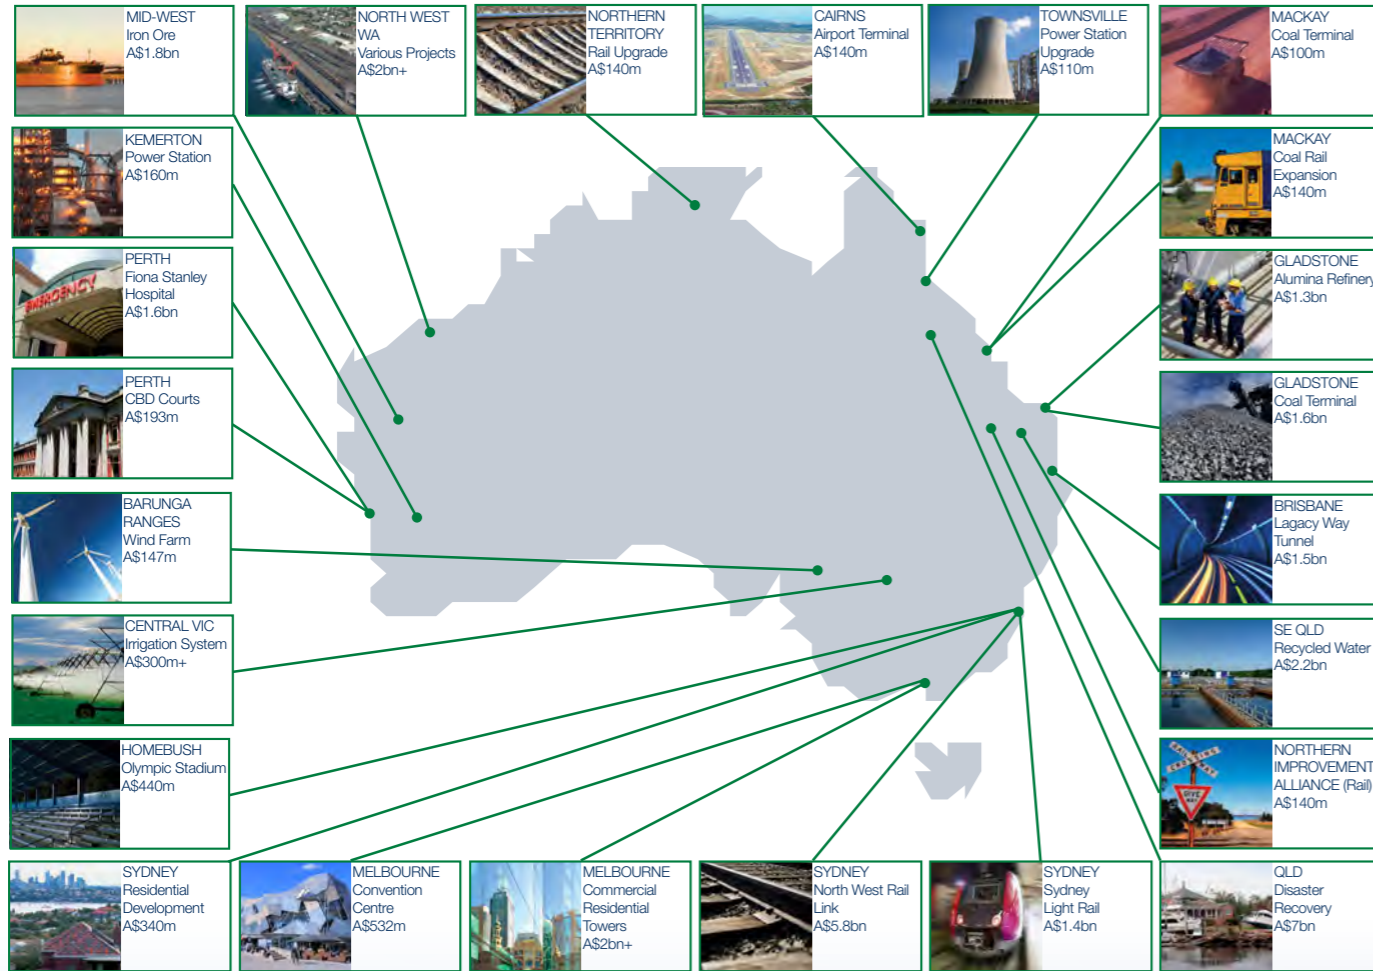 MID-WEST
Iron Ore
A$1.8bn
NORTH WEST
WA
Various Projects
A$2bn+
NORTHERN
TERRITORY
Rail Upgrade
A$140m
CAIRNS
Airport Terminal
A$140m
TOWNSVILLE
Power Station
Upgrade
A$110m
MACKAY
Coal Terminal
A$100m
KEMERTON
Power Station
A$160m
MACKAY
Coal Rail
Expansion
A$140m
PERTH
Fiona Stanley
Hospital
A$1.6bn
EMERGENCY
GLADSTONE
Alumina Refinery
A$1.3bn
PERTH
CBD Courts
A$193m
GLADSTONE
Coal Terminal
A$1.6bn
BARUNGA
RANGES
Wind Farm
A$147m
BRISBANE
Lagacy Way
Tunnel
A$1.5bn
CENTRAL VIC
Irrigation System
A$300m+
SE QLD
Recycled Water
A$2.2bn
HOMEBUSH
Olympic Stadium
A$440m
NORTHERN
IMPROVEMENT
ALLIANCE (Rail)
A$140m
RAILWAY
CROSSING
GIVE
WAY
SYDNEY
Residential
Development
A$340m
MELBOURNE
Convention
Centre
A$532m
MELBOURNE
Commercial
Residential
Towers
A$2bn+
SYDNEY
North West Rail
Link
A$5.8bn
SYDNEY
Sydney
Light Rail
A$1.4bn
QLD
Disaster
Recovery
A$7bn